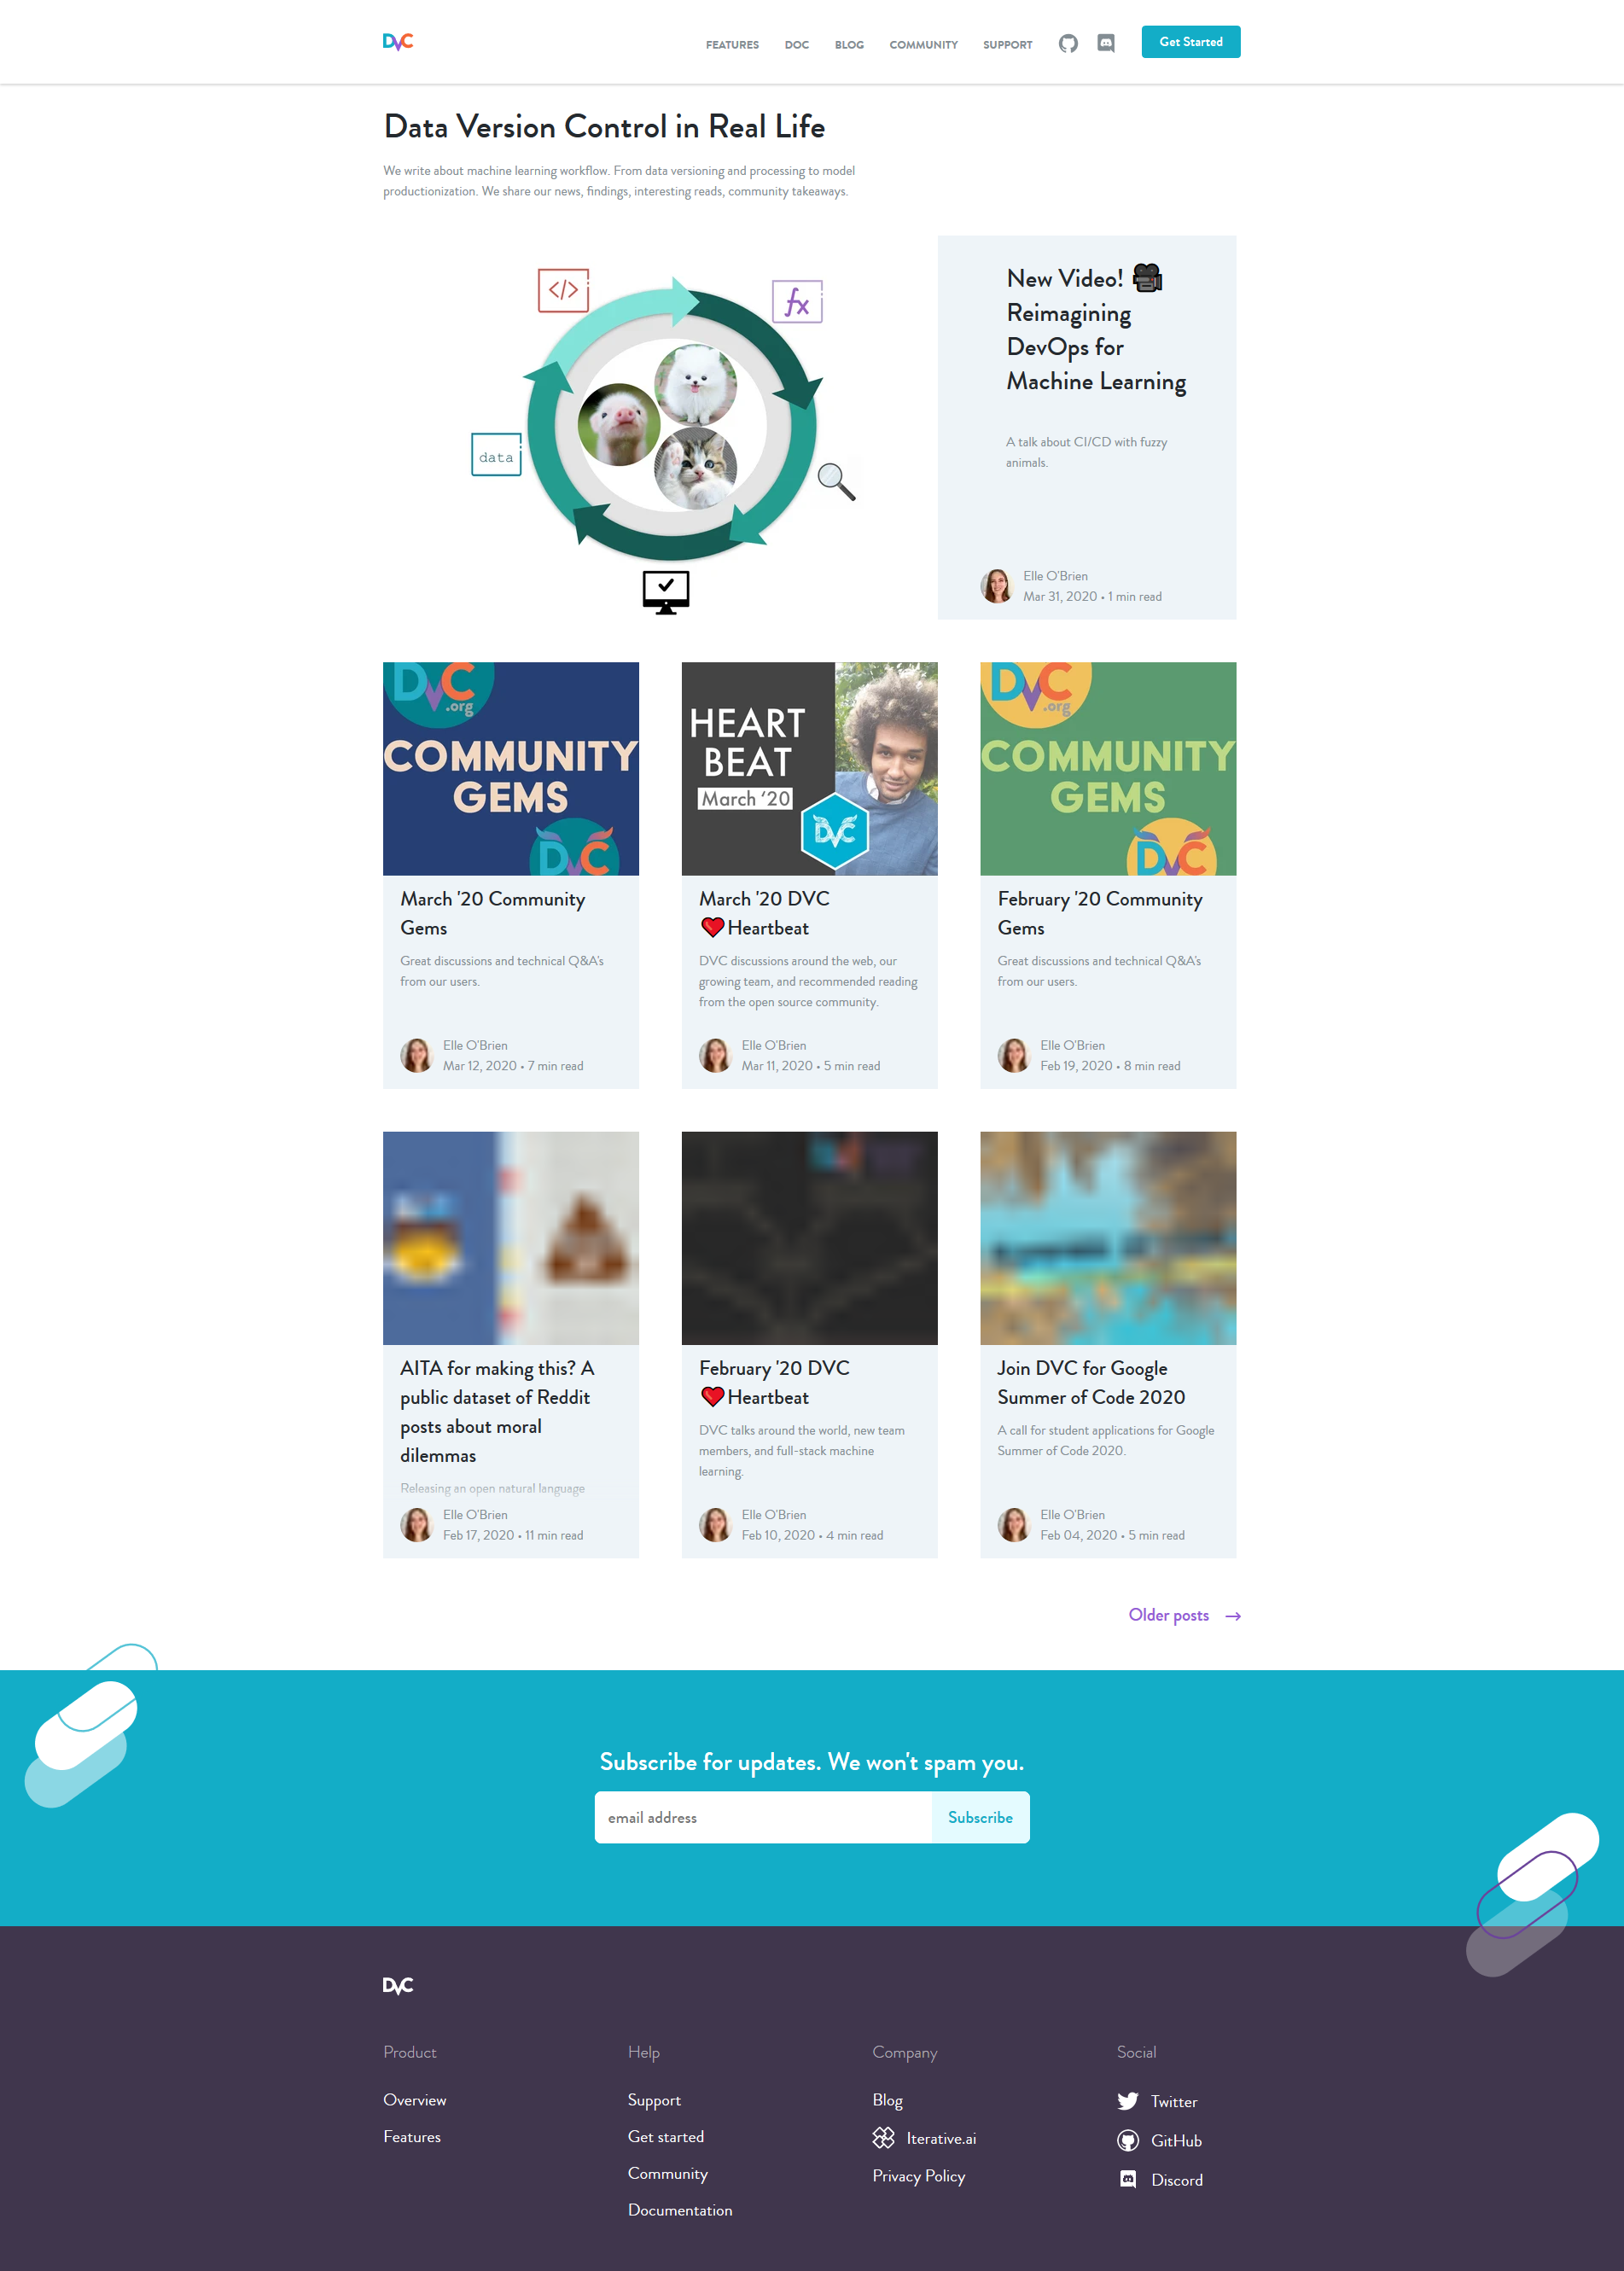 DVC
FEATURES DOC BLOG COMMUNITY SUPPORT Get Started
Data Version Control in Real Life
We write about machine learning workflow. From data versioning and processing to model
productionization. We share our news, findings, interesting reads, community takeaways.
</>
fx
data
New Video! 🎥
Reimagining
DevOps for
Machine Learning
A talk about CI/CD with fuzzy
animals.
Elle O'Brien
Mar 31, 2020 • 1 min read
DVC
.org
COMMUNITY
GEMS
DVC
March '20 Community
Gems
Great discussions and technical Q&A's
from our users.
Elle O'Brien
Mar 12, 2020 • 7 min read
HEART
BEAT
March ‘20
DVC
March '20 DVC
❤️Heartbeat
DVC discussions around the web, our
growing team, and recommended reading
from the open source community.
Elle O'Brien
Mar 11, 2020 • 5 min read
DVC
.org
COMMUNITY
GEMS
DVC
February '20 Community
Gems
Great discussions and technical Q&A's
from our users.
Elle O'Brien
Feb 19, 2020 • 8 min read
AITA for making this? A
public dataset of Reddit
posts about moral
dilemmas
Releasing an open natural language
Elle O'Brien
Feb 17, 2020 • 11 min read
February '20 DVC
❤️Heartbeat
DVC talks around the world, new team
members, and full-stack machine
learning.
Elle O'Brien
Feb 10, 2020 • 4 min read
Join DVC for Google
Summer of Code 2020
A call for student applications for Google
Summer of Code 2020.
Elle O'Brien
Feb 04, 2020 • 5 min read
Older posts →
Subscribe for updates. We won't spam you.
email address Subscribe
DVC
Product
Overview
Features
Help
Support
Get started
Community
Documentation
Company
Blog
Iterative.ai
Privacy Policy
Social
Twitter
GitHub
Discord